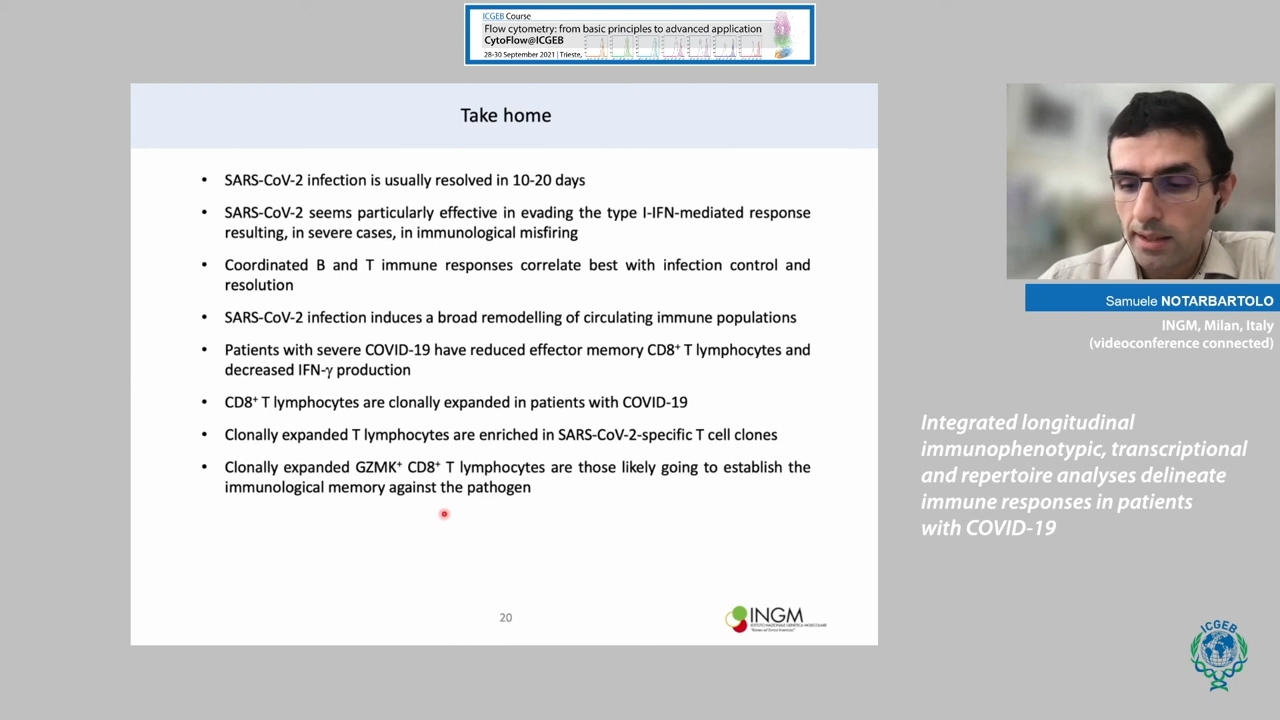 ICGEB Course
Flow cytometry: from basic principles to advanced application
CytoFlow@ICGEB
28-30 September 2021 | Trieste,
Take home
• SARS-CoV-2 infection is usually resolved in 10-20 days
• SARS-CoV-2 seems particularly effective in evading the type I-IFN-mediated response
resulting, in severe cases, in immunological misfiring
• Coordinated B and T immune responses correlate best with infection control and
resolution
• SARS-CoV-2 infection induces a broad remodelling of circulating immune populations
• Patients with severe COVID-19 have reduced effector memory CD8⁺ T lymphocytes and
decreased IFN-γ production
• CD8⁺ T lymphocytes are clonally expanded in patients with COVID-19
• Clonally expanded T lymphocytes are enriched in SARS-CoV-2-specific T cell clones
• Clonally expanded GZMK⁺ CD8⁺ T lymphocytes are those likely going to establish the
immunological memory against the pathogen
20
INGM
ISTITUTO NAZIONALE GENETICA MOLECOLARE
Samuele NOTARBARTOLO
INGM, Milan, Italy
(videoconference connected)
Integrated longitudinal
immunophenotypic, transcriptional
and repertoire analyses delineate
immune responses in patients
with COVID-19
ICGEB